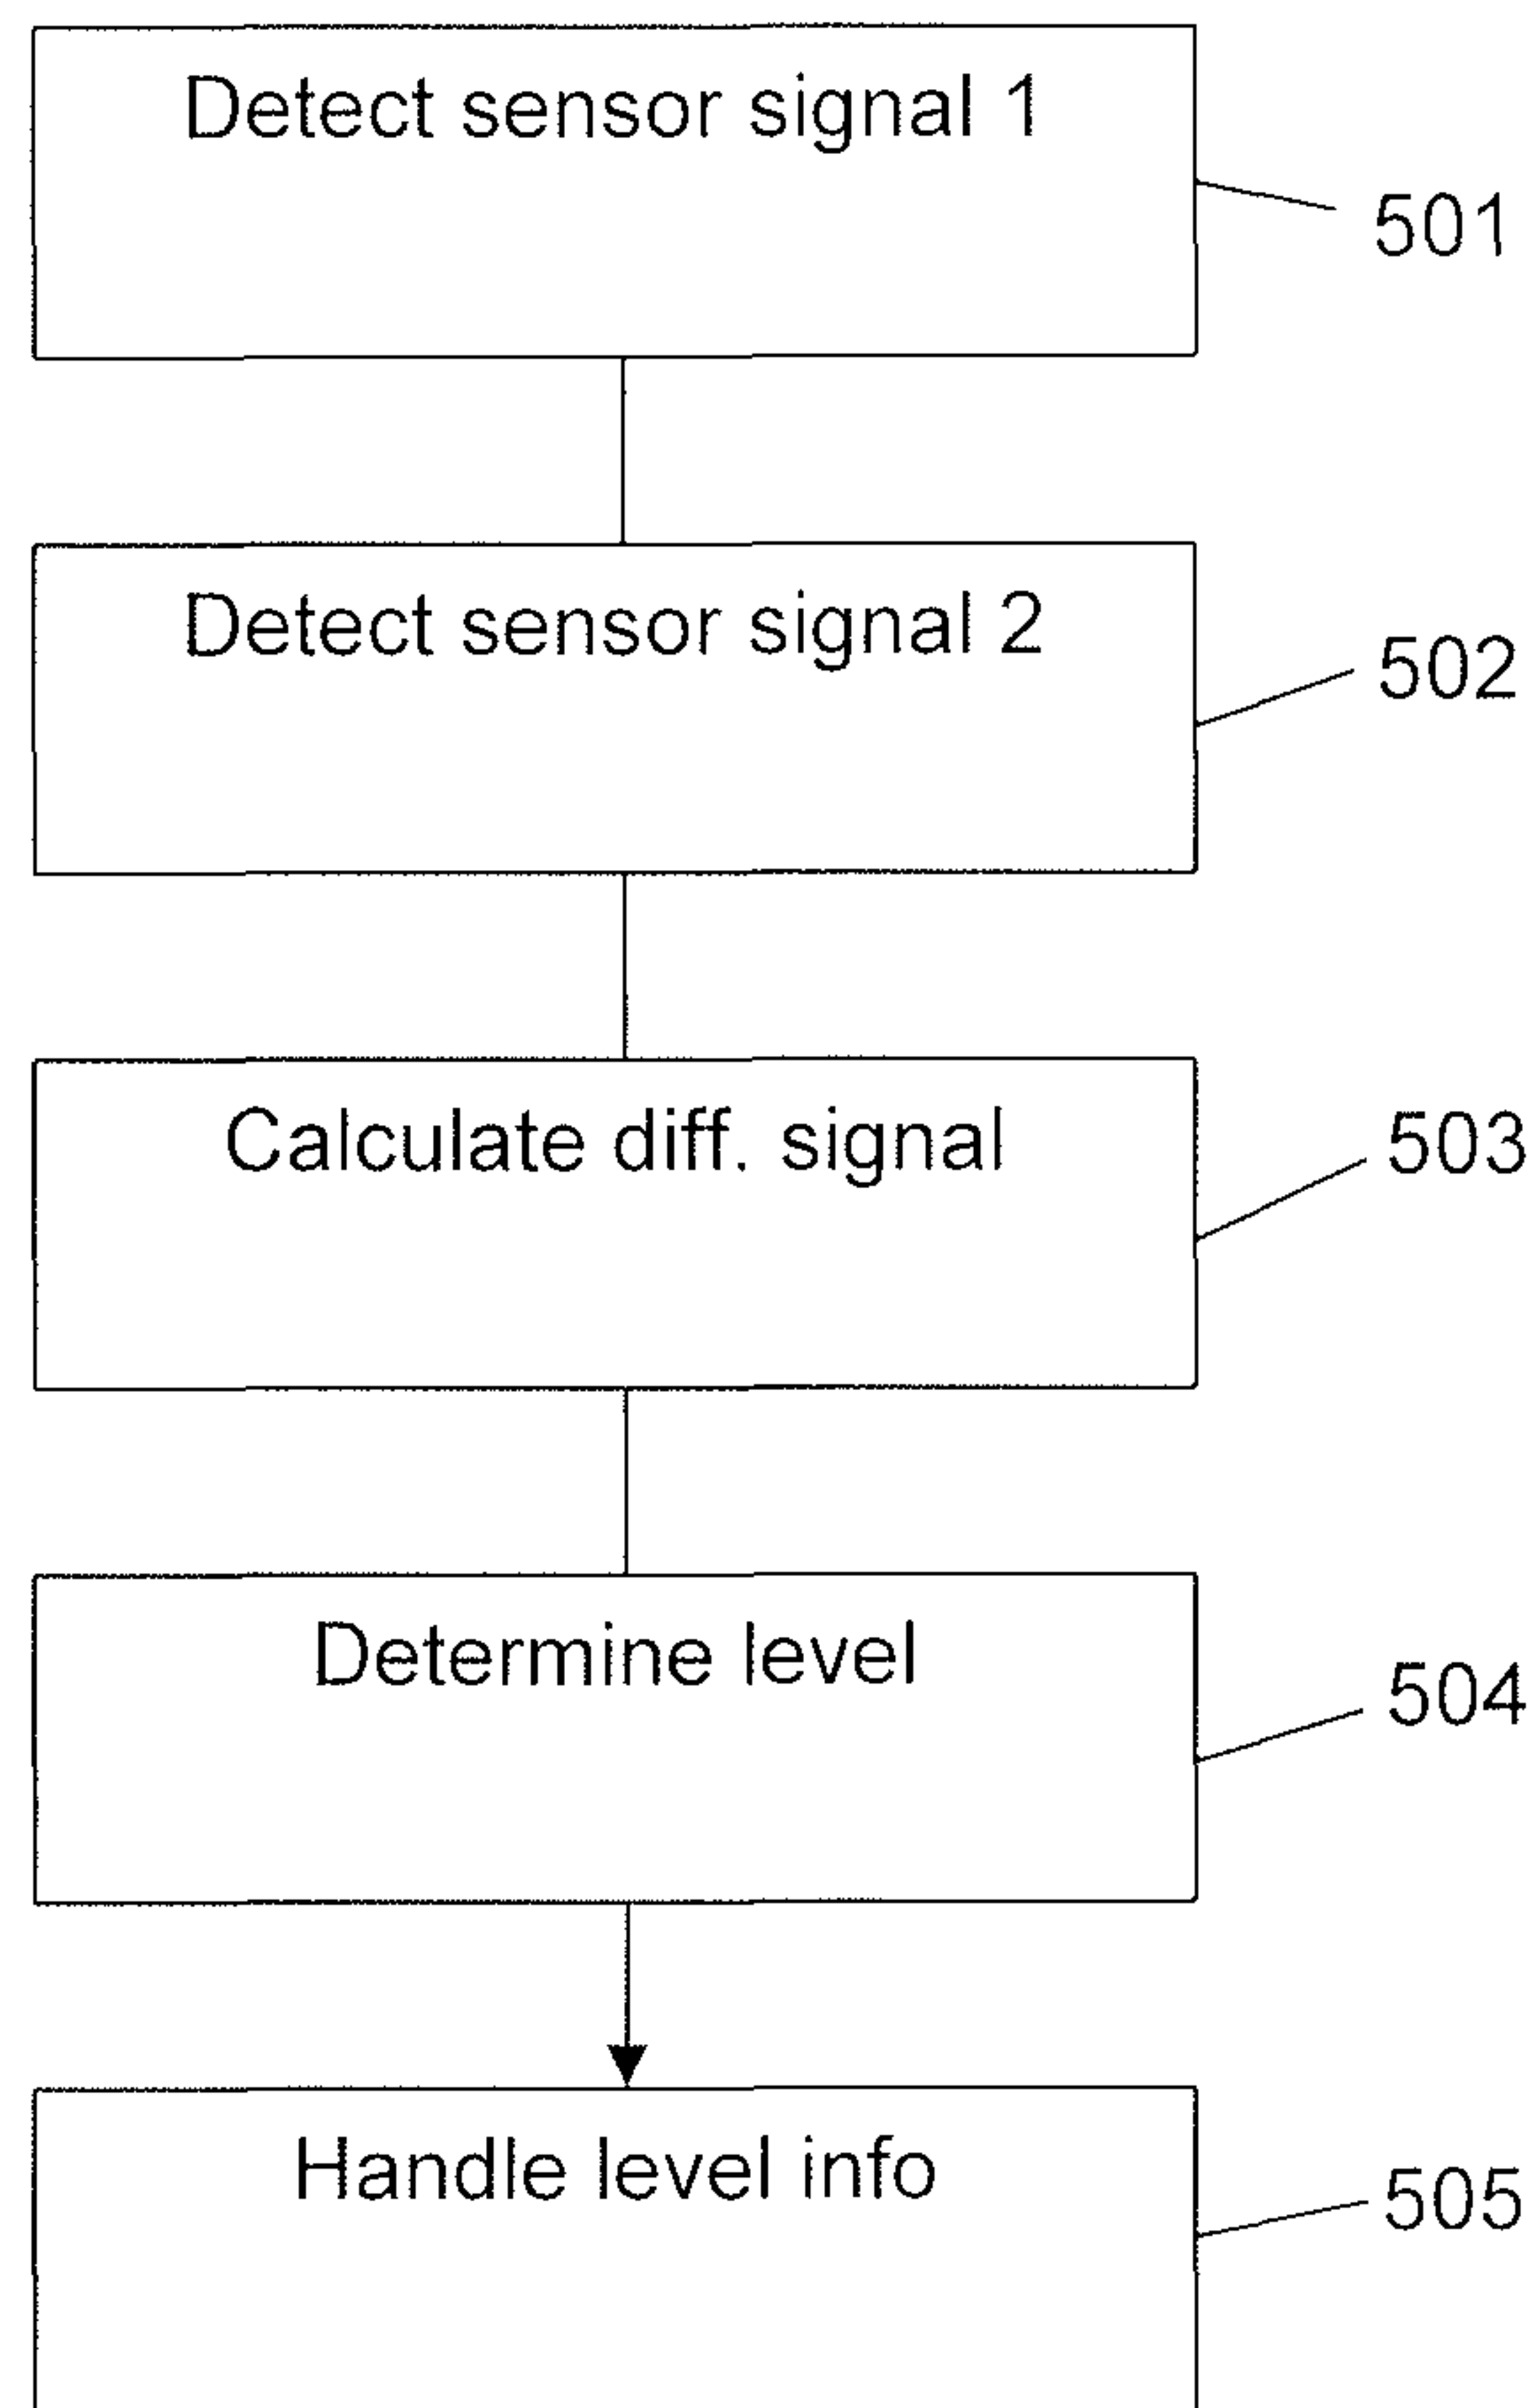 Detect sensor signal 1
501
Detect sensor signal 2
502
Calculate diff. signal
503
Determine level
504
Handle level info
505